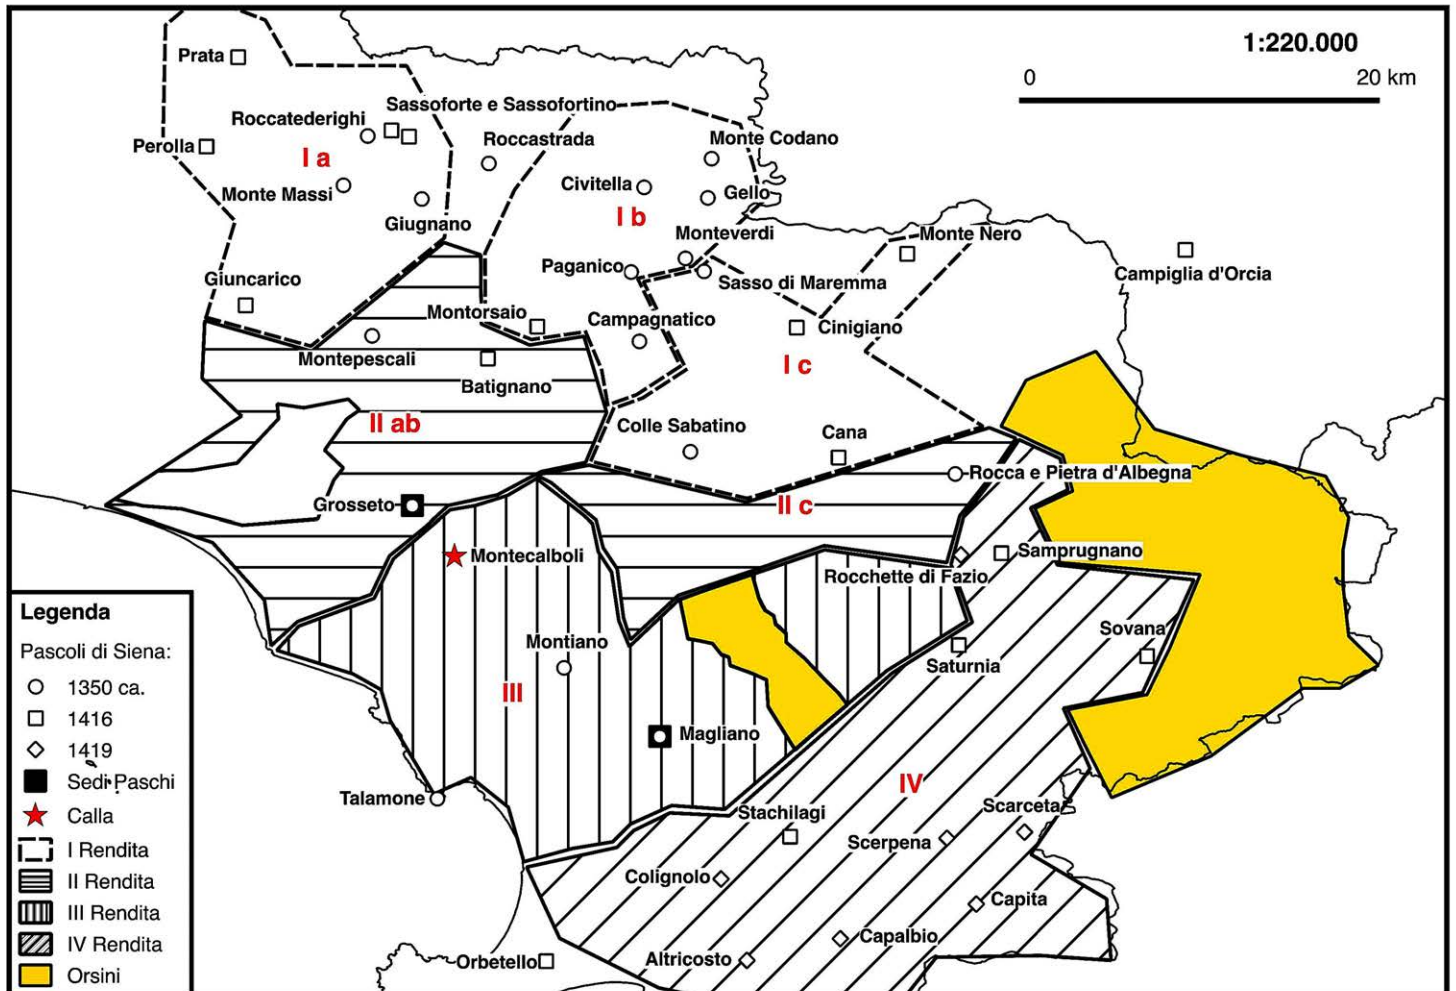 1:220.000
0 20 km
Prata
Sassoforte e Sassofortino
Roccatederighi
Roccastrada
Monte Codano
Perolla
I a
Civitella
Gello
Monte Massi
I b
Giugnano
Monteverdi
Monte Nero
Paganico
Campiglia d'Orcia
Giuncarico
Sasso di Maremma
Montorsaio
Campagnatico
Cinigiano
Montepescali
I c
Batignano
II ab
Colle Sabatino
Cana
Rocca e Pietra d'Albegna
Grosseto
II c
Montecalboli
Samprugnano
Rocchette di Fazio
Montiano
Sovana
Saturnia
III
Magliano
IV
Talamone
Stachilagi
Scarceta
Scerpena
Colignolo
Capita
Capalbio
Altricosto
Orbetello
Legenda
Pascoli di Siena:
1350 ca.
1416
1419
Sedi Paschi
Calla
I Rendita
II Rendita
III Rendita
IV Rendita
Orsini